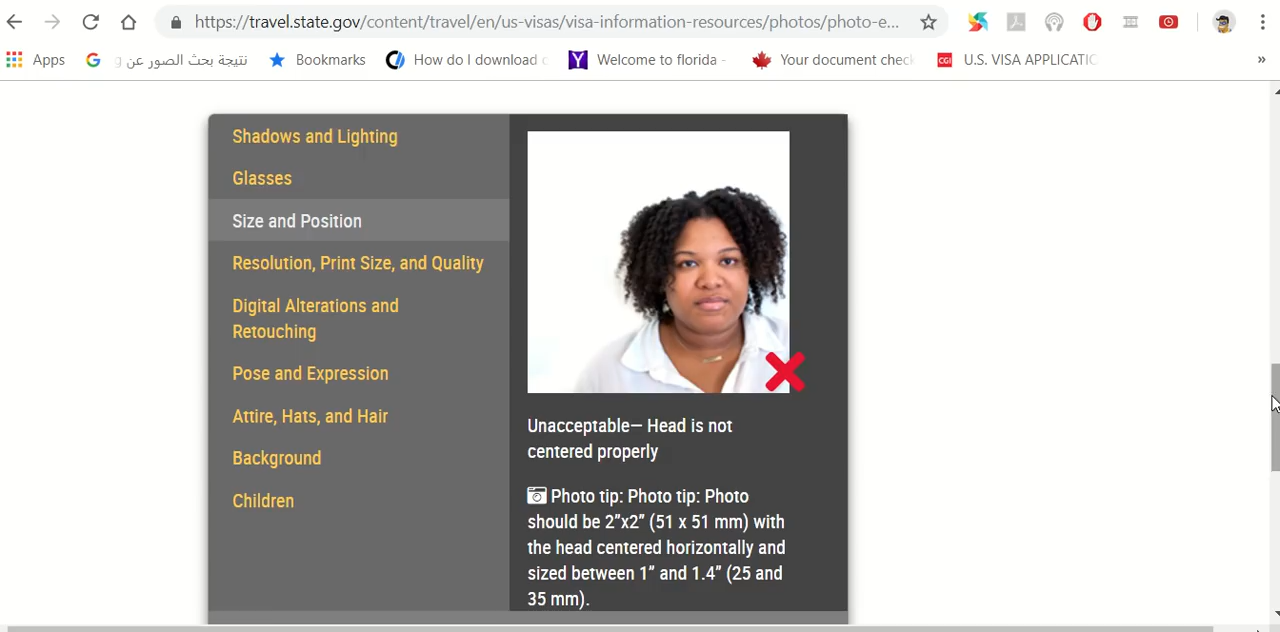 https://travel.state.gov/content/travel/en/us-visas/visa-information-resources/photos/photo-e...
Apps
نتيجة بحث الصور عن g
Bookmarks
How do I download
Welcome to florida -
Your document check
CGI
U.S. VISA APPLICATIO
»
Shadows and Lighting
Glasses
Size and Position
Resolution, Print Size, and Quality
Digital Alterations and
Retouching
Pose and Expression
Attire, Hats, and Hair
Background
Children
Unacceptable— Head is not
centered properly
Photo tip: Photo tip: Photo
should be 2”x2” (51 x 51 mm) with
the head centered horizontally and
sized between 1” and 1.4” (25 and
35 mm).